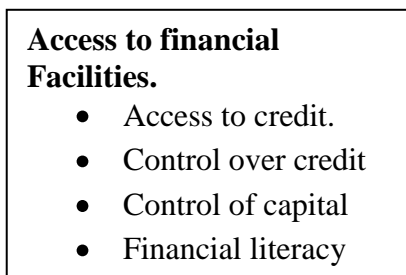 Access to financial
Facilities.
• Access to credit.
• Control over credit
• Control of capital
• Financial literacy